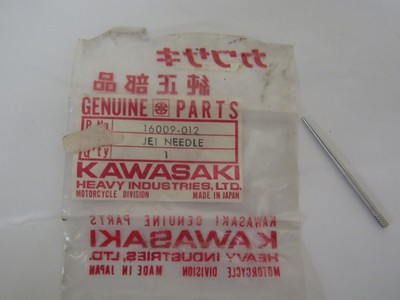 カワサキ
純正部品
GENUINE PARTS
P.No. 16009-012
JET NEEDLE
Q'ty 1
KAWASAKI
HEAVY INDUSTRIES, LTD.
MOTORCYCLE DIVISION MADE IN JAPAN
KAWASAKI GENUINE PARTS
KAWASAKI
HEAVY INDUSTRIES, LTD.
MOTORCYCLE DIVISION MADE IN JAPAN